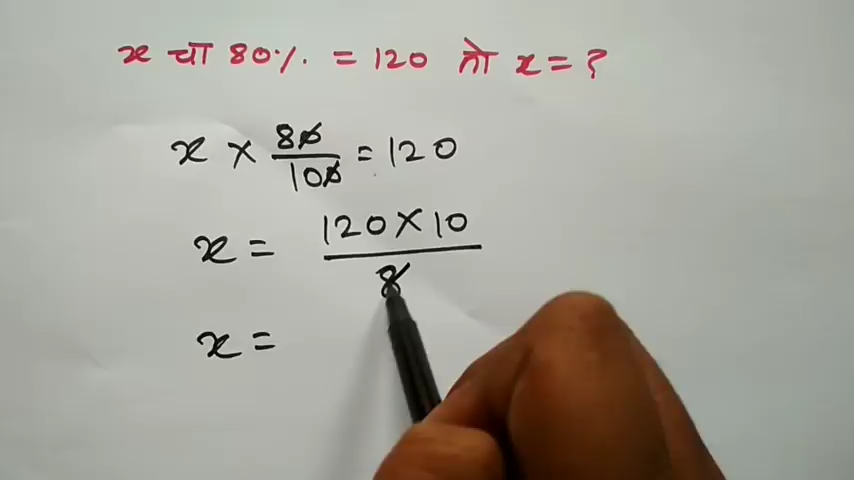 x चा 80% = 120 तो x = ?
x × 80/100 = 120
x = 120 × 10/8
x =